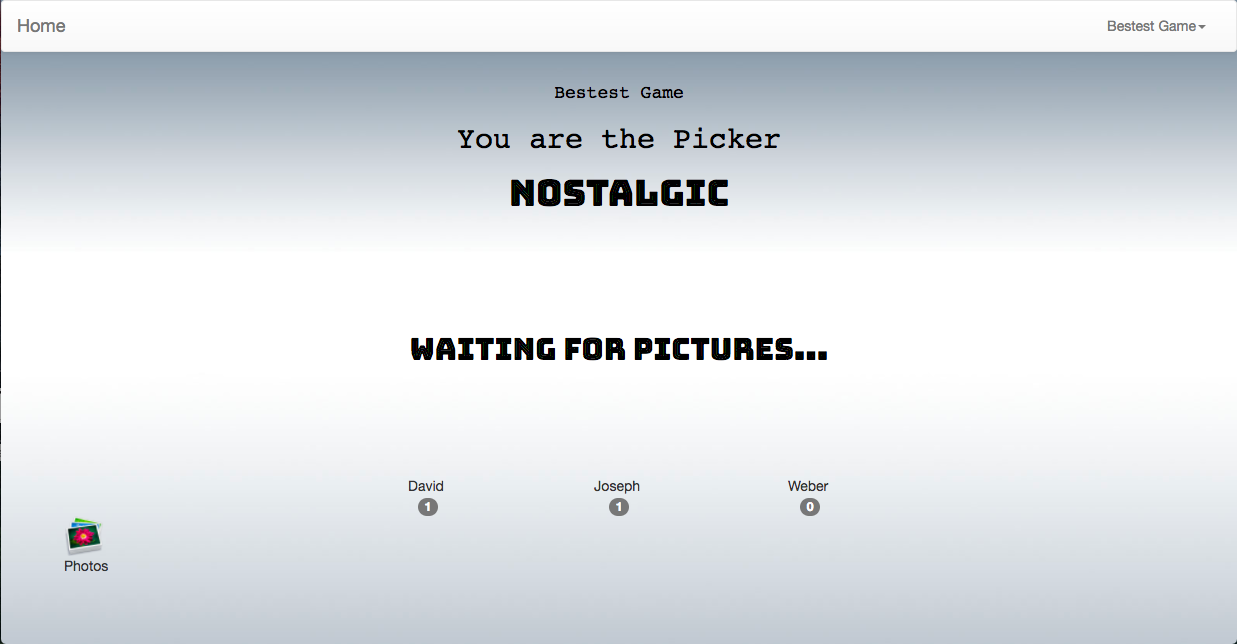 Home
Bestest Game
Bestest Game
You are the Picker
NOSTALGIC
WAITING FOR PICTURES...
David Joseph Weber
1 1 0
Photos